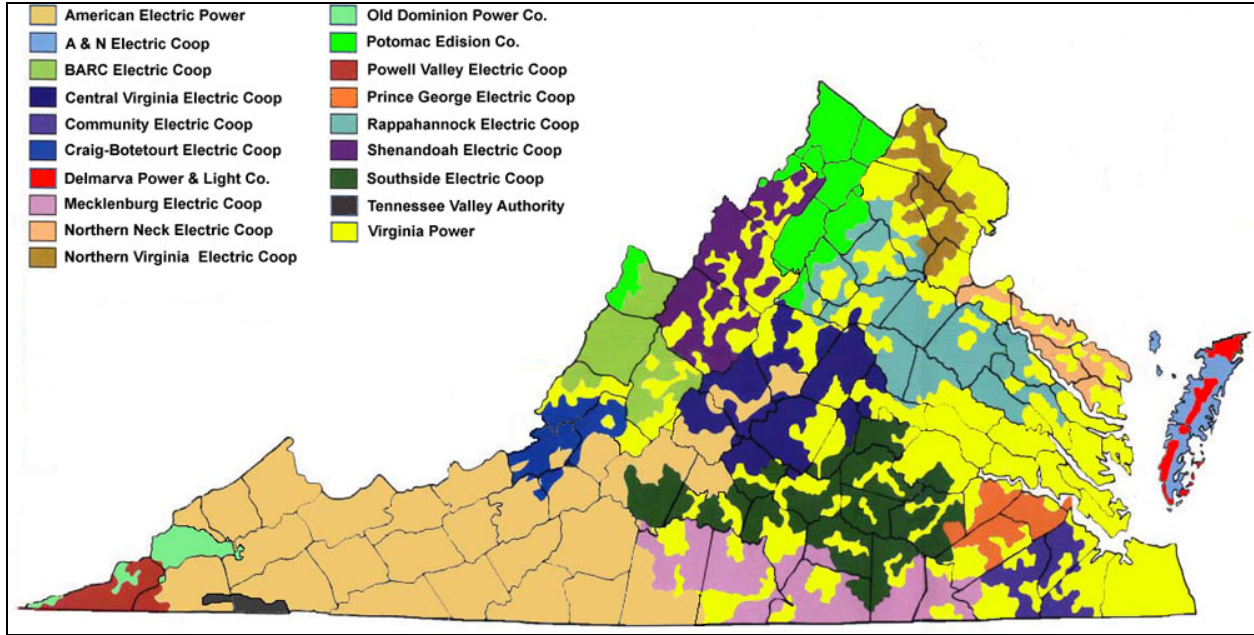 American Electric Power
A & N Electric Coop
BARC Electric Coop
Central Virginia Electric Coop
Community Electric Coop
Craig-Botetourt Electric Coop
Delmarva Power & Light Co.
Mecklenburg Electric Coop
Northern Neck Electric Coop
Northern Virginia Electric Coop
Old Dominion Power Co.
Potomac Edision Co.
Powell Valley Electric Coop
Prince George Electric Coop
Rappahannock Electric Coop
Shenandoah Electric Coop
Southside Electric Coop
Tennessee Valley Authority
Virginia Power